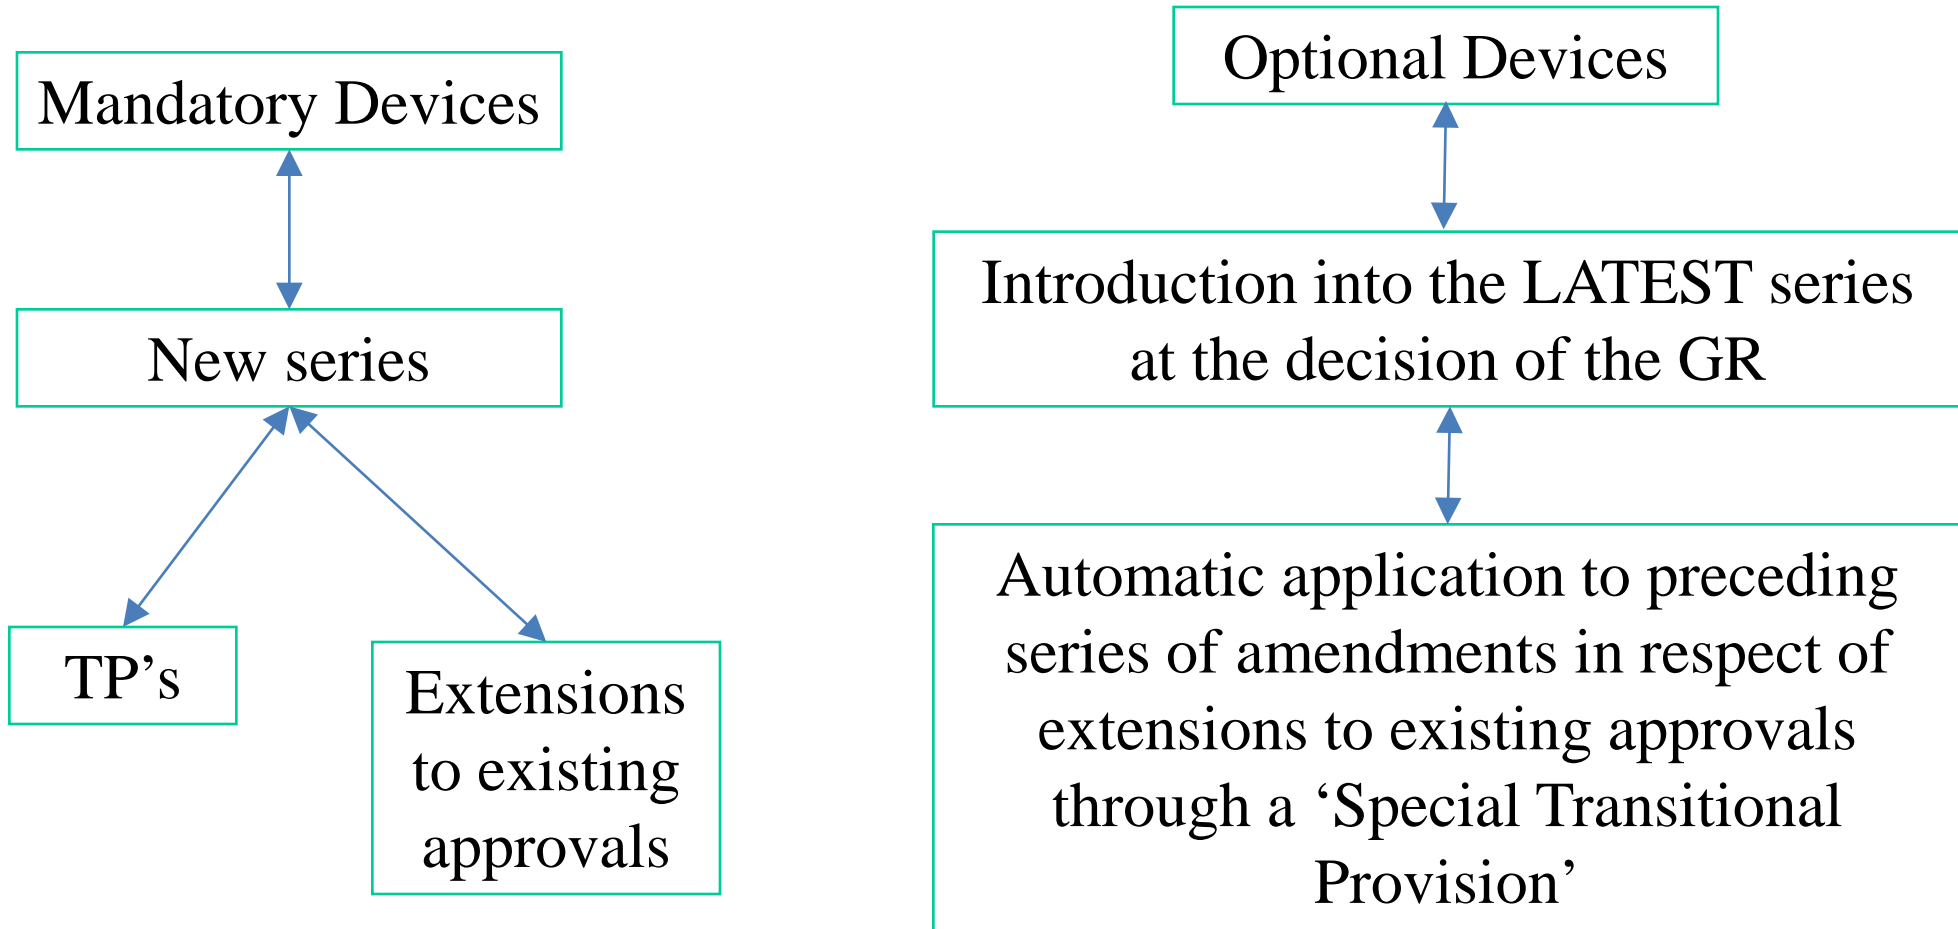 Mandatory Devices
New series
TP’s
Extensions
to existing
approvals
Optional Devices
Introduction into the LATEST series
at the decision of the GR
Automatic application to preceding
series of amendments in respect of
extensions to existing approvals
through a ‘Special Transitional
Provision’